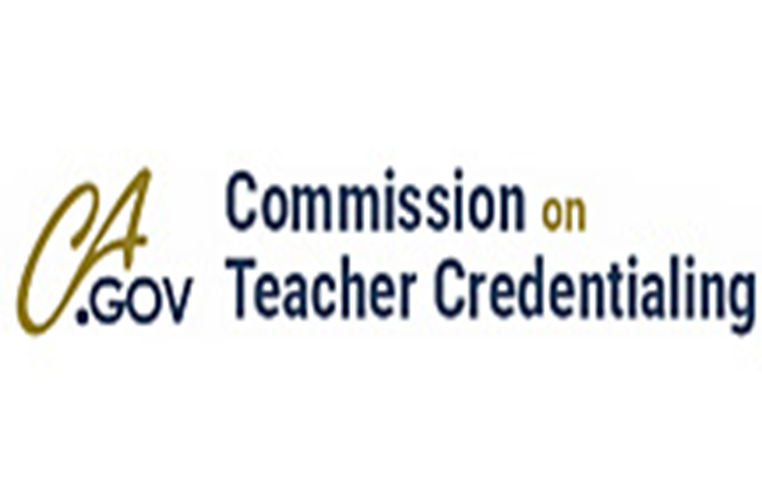 CA.GOV
Commission on
Teacher Credentialing